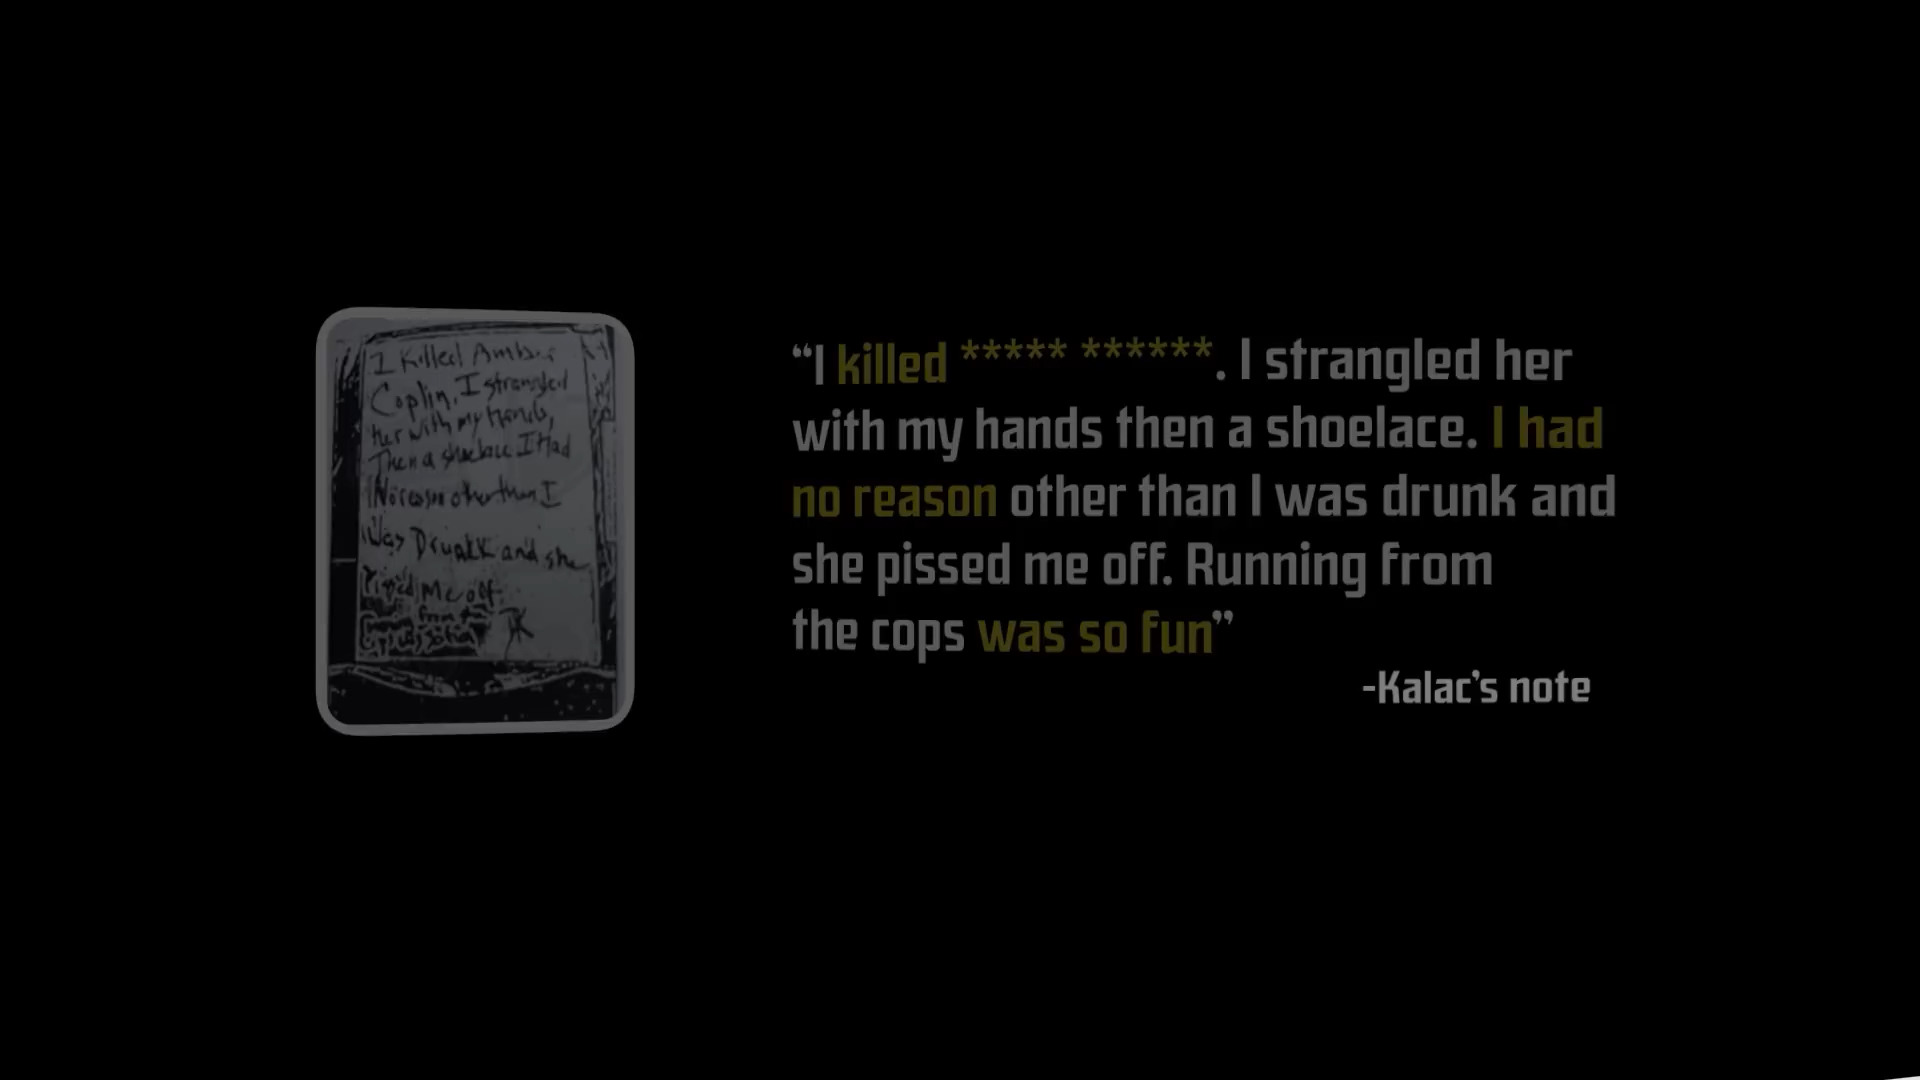 I killed Amber
Coplin, I strangled
her with my hands,
Then a shoelace I Had
No reason other than I
Was Drunk and she
Pissed Me off
“I killed ***** ******. I strangled her
with my hands then a shoelace. I had
no reason other than I was drunk and
she pissed me off. Running from
the cops was so fun”
-Kalac’s note